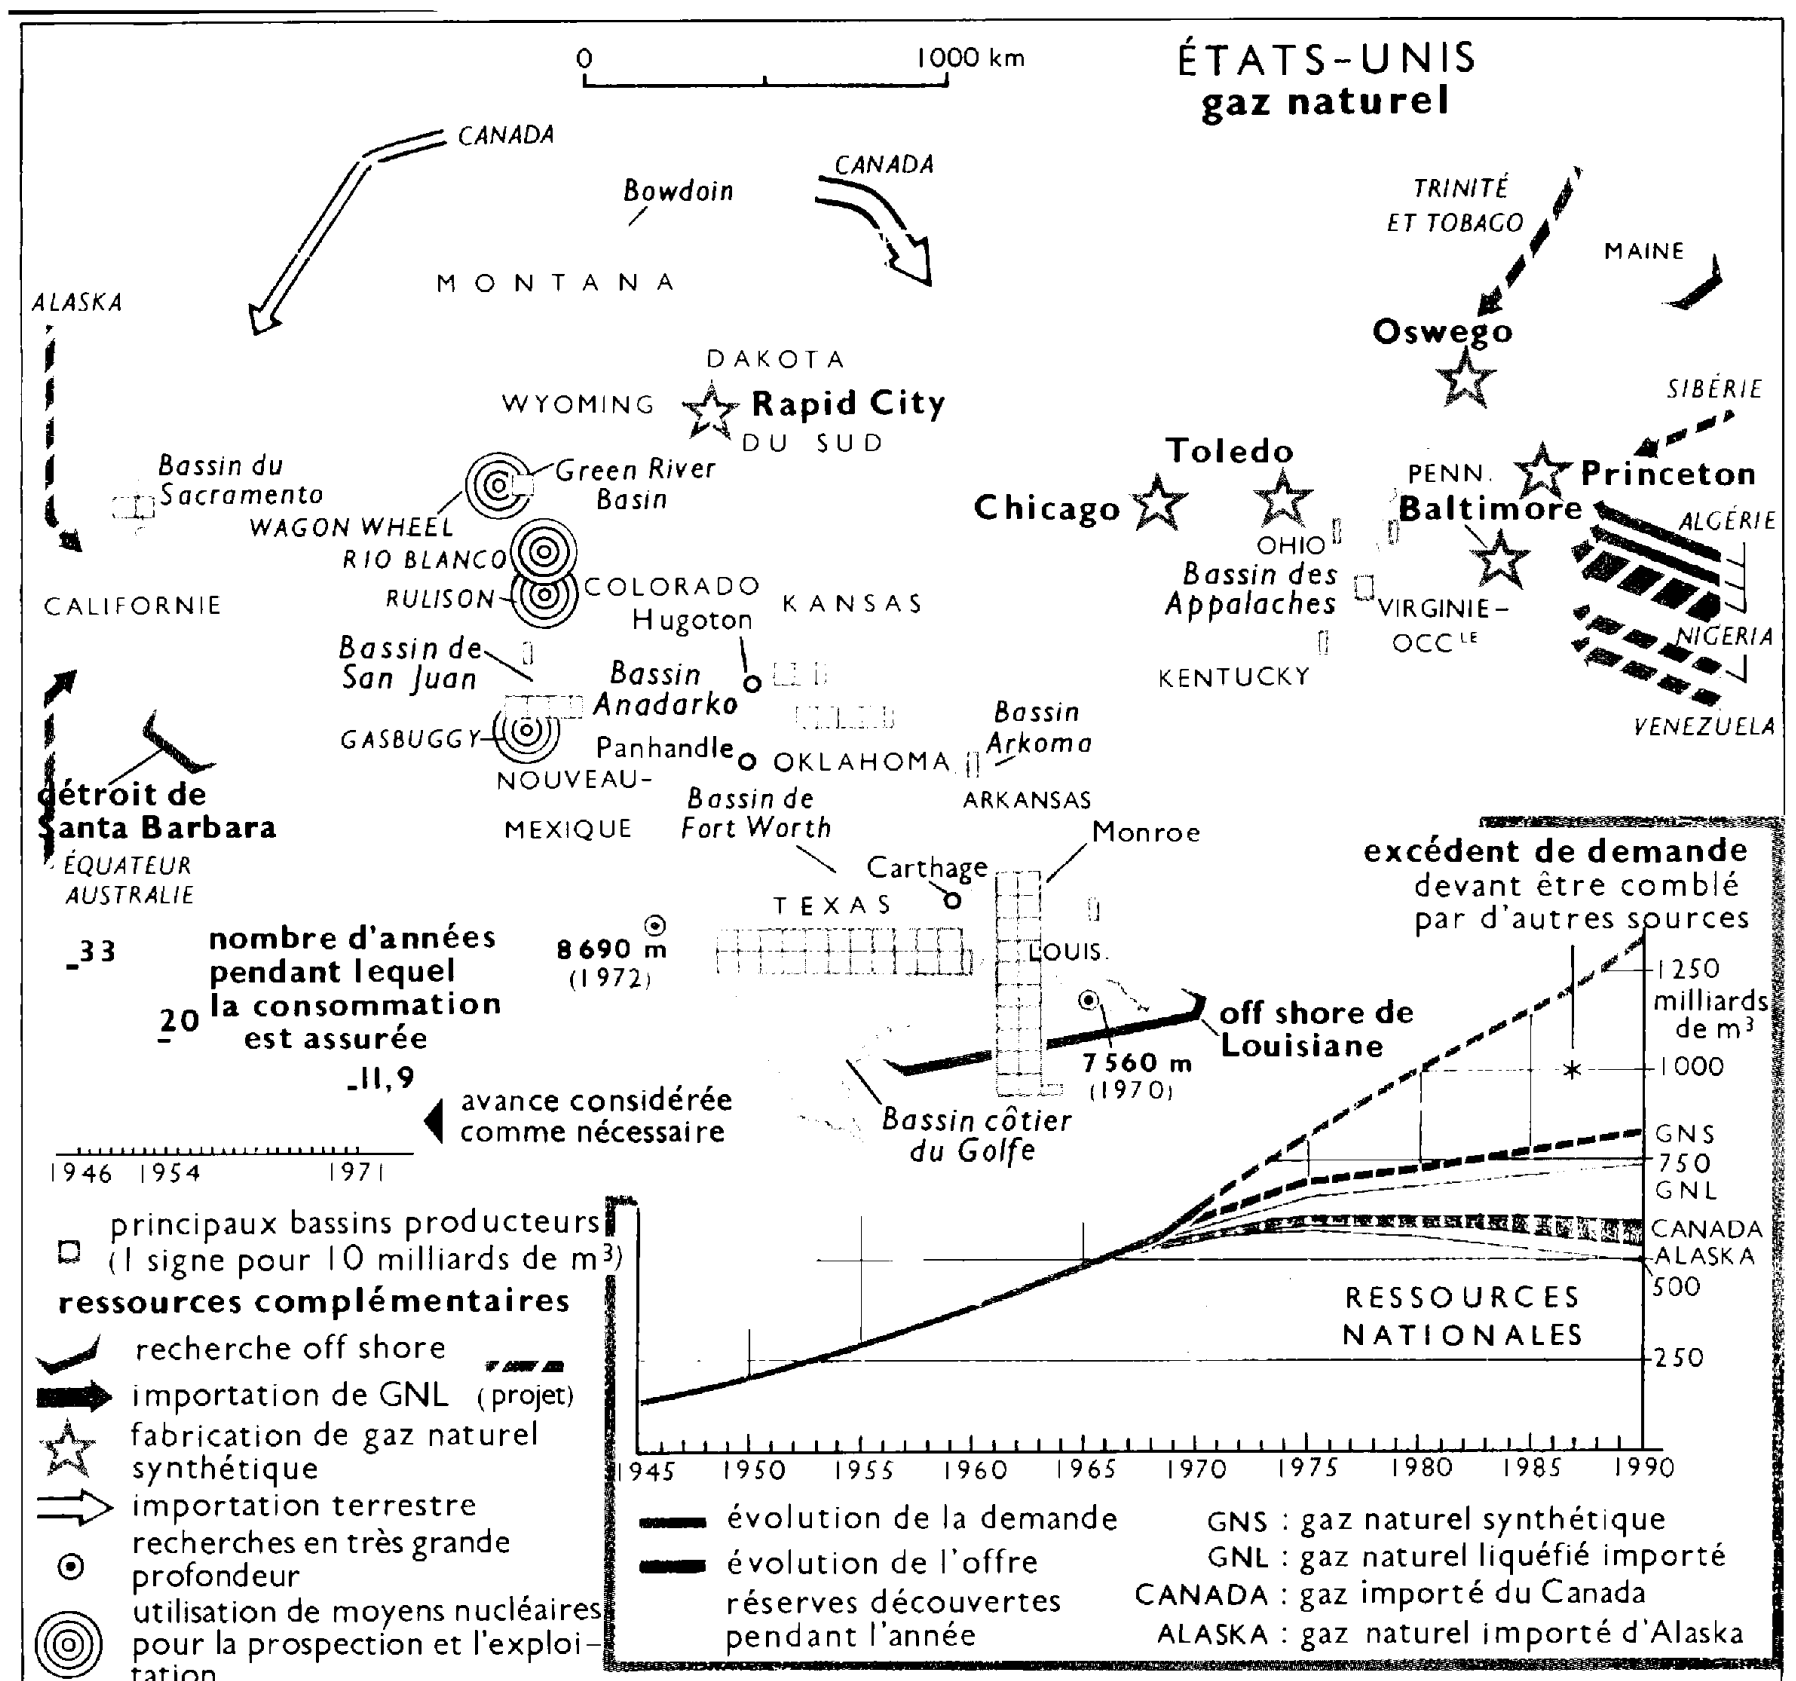 0 1000 km
ÉTATS-UNIS
gaz naturel
CANADA
CANADA
Bowdoin
TRINITÉ
ET TOBAGO
MAINE
MONTANA
ALASKA
Oswego
DAKOTA
WYOMING
Rapid City
DU SUD
SIBÉRIE
Toledo
Bassin du
Sacramento
Green River
Basin
PENN.
Princeton
Chicago
Baltimore
WAGON WHEEL
ALGÉRIE
RIO BLANCO
OHIO
RULISON
COLORADO
Bassin des
Appalaches
CALIFORNIE
KANSAS
VIRGINIE-
OCC LE
Hugoton
NIGERIA
Bassin de
San Juan
Bassin
Anadarko
KENTUCKY
GASBUGGY
Panhandle
OKLAHOMA
Bassin
Arkoma
VENEZUELA
NOUVEAU-
MEXIQUE
Bassin de
Fort Worth
ARKANSAS
détroit de
Santa Barbara
Monroe
ÉQUATEUR
AUSTRALIE
Carthage
TEXAS
LOUIS.
8 690 m
(1972)
off shore de
Louisiane
7 560 m
(1970)
Bassin côtier
du Golfe
33
nombre d'années
pendant lequel
la consommation
est assurée
20
11,9
avance considérée
comme nécessaire
1946 1954 1971
principaux bassins producteurs
(1 signe pour 10 milliards de m³)
ressources complémentaires
recherche off shore
importation de GNL (projet)
fabrication de gaz naturel
synthétique
importation terrestre
recherches en très grande
profondeur
utilisation de moyens nucléaires
pour la prospection et l'exploi-
tation
excédent de demande
devant être comblé
par d'autres sources
1250
milliards
de m³
*
1000
GNS
750
GNL
CANADA
ALASKA
500
RESSOURCES
NATIONALES
250
1945 1950 1955 1960 1965 1970 1975 1980 1985 1990
évolution de la demande
évolution de l'offre
réserves découvertes
pendant l'année
GNS : gaz naturel synthétique
GNL : gaz naturel liquéfié importé
CANADA : gaz importé du Canada
ALASKA : gaz naturel importé d'Alaska